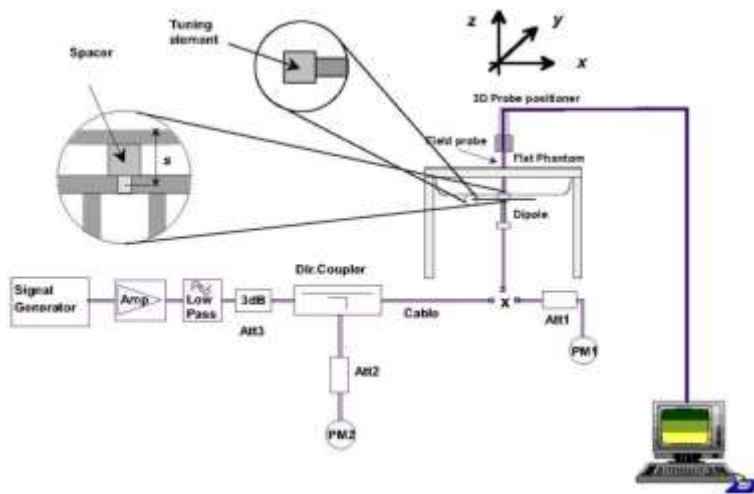 z
y
x
Tuning
element
Spacer
3D Probe positioner
Field probe
Flat Phantom
s
Dipole
Dir.Coupler
Signal
Generator
Amp
Low
Pass
3dB
Att3
Cable
x
Att1
PM1
Att2
PM2